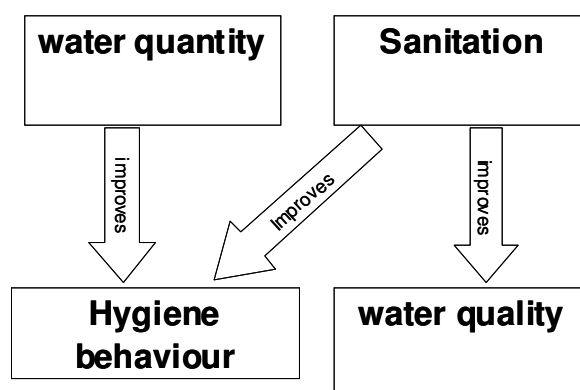 water quantity
Sanitation
improves
Improves
improves
Hygiene
behaviour
water quality